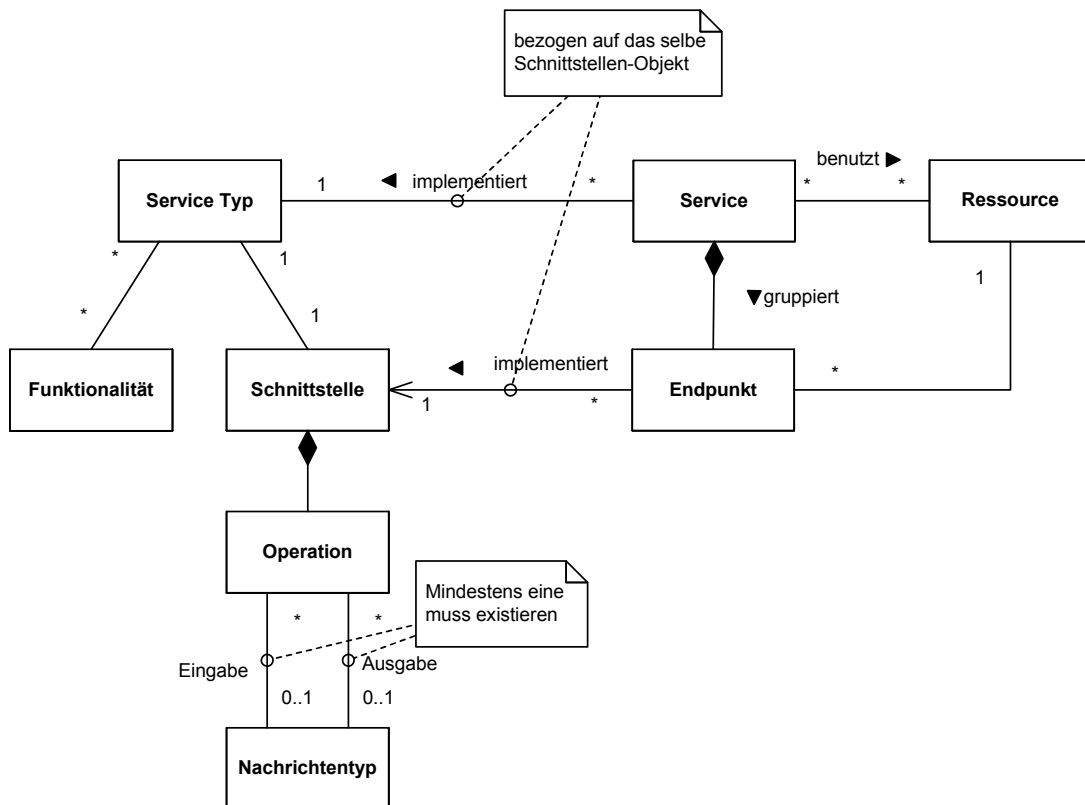 bezogen auf das selbe
Schnittstellen-Objekt
Service Typ
1
◄ implementiert
*
Service
benutzt ►
*
*
Ressource
*
1
1
▼gruppiert
*
1
Funktionalität
Schnittstelle
◄ implementiert
1
*
Endpunkt
*
Operation
Mindestens eine
muss existieren
*
*
Eingabe
Ausgabe
0..1
0..1
Nachrichtentyp